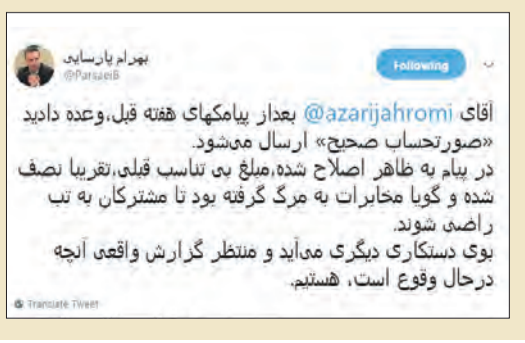 بهرام پارسایی
@ParsaeiB
Following
آقای @azarijahromi بعداز پیامکهای هفته قبل،وعده دادید
«صورتحساب صحیح» ارسال می‌شود.
در پیام به ظاهر اصلاح شده،مبلغ بی تناسب قبلی،تقریبا نصف
شده و گویا مخابرات به مرگ گرفته بود تا مشترکان به تب
راضی شوند.
بوی دستکاری دیگری می‌آید و منتظر گزارش واقعی آنچه
درحال وقوع است، هستیم.
Translate Tweet